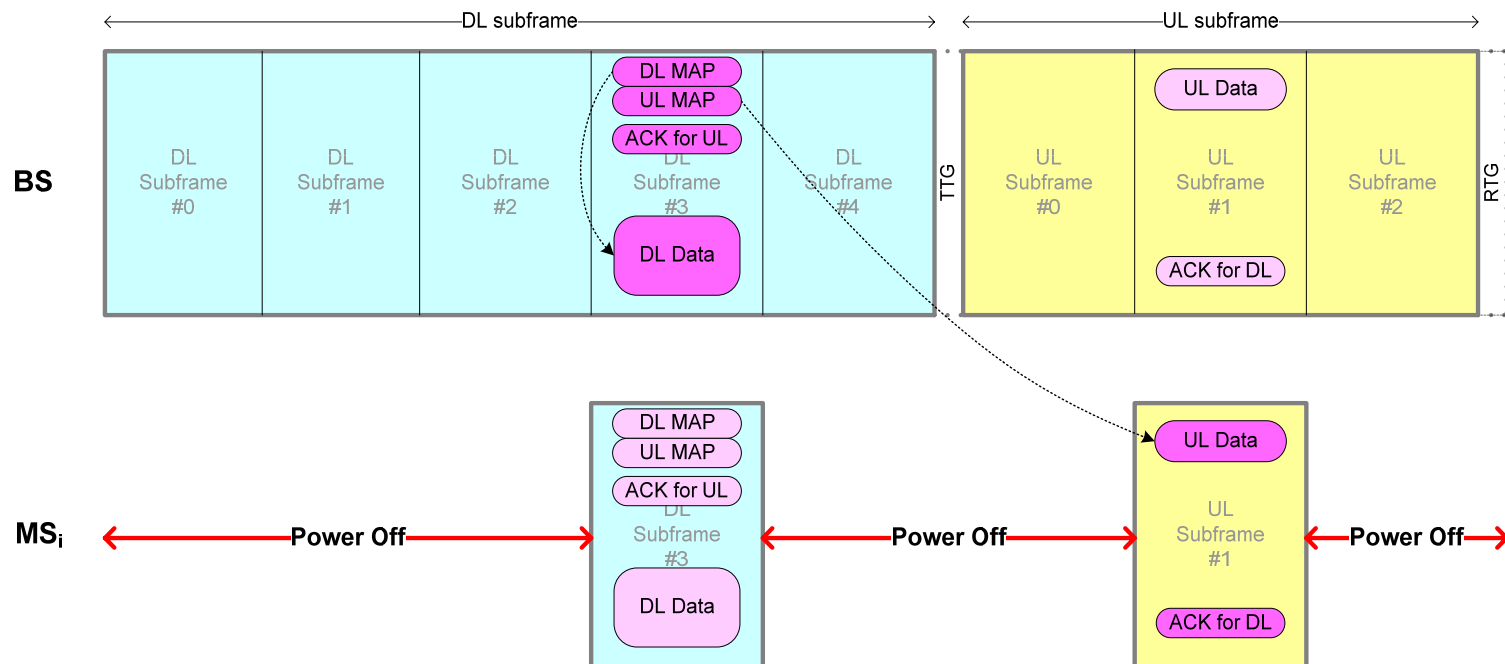 DL subframe
UL subframe
BS
DL
Subframe
#0
DL
Subframe
#1
DL
Subframe
#2
DL MAP
UL MAP
ACK for UL
DL
Subframe
#3
DL Data
DL
Subframe
#4
TTG
UL
Subframe
#0
UL Data
UL
Subframe
#1
ACK for DL
UL
Subframe
#2
RTG
MSi
Power Off
DL MAP
UL MAP
ACK for UL
DL
Subframe
#3
DL Data
Power Off
UL Data
UL
Subframe
#1
ACK for DL
Power Off